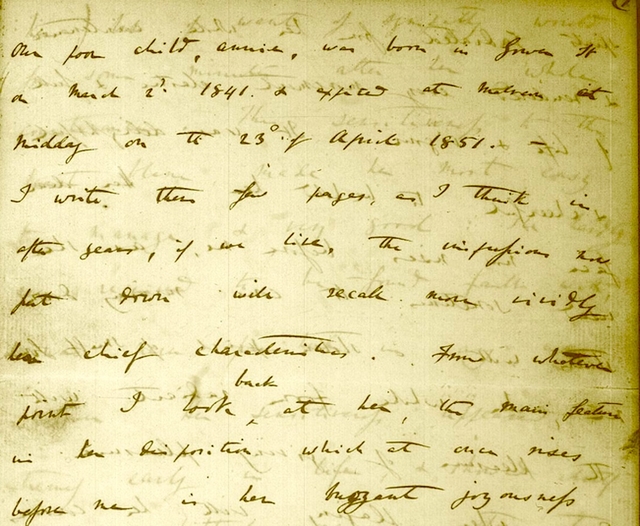 Our poor child, Annie, was born in Gower St
on March 2d. 1841. & expired at Malvern at
Midday on the 23d. of April 1851. —
I write these few pages, as I think in
after years, if we live, the impressions now
put down will recall more vividly
her chief characteristics. From whatever
point I look back at her, the main feature
in her disposition which at once rises
before me is her buoyant joyousness